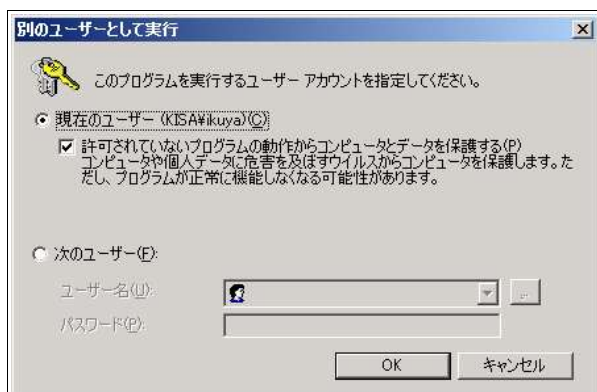 別のユーザーとして実行
このプログラムを実行するユーザー アカウントを指定してください。
現在のユーザー (KISA¥ikuya)(C)
許可されていないプログラムの動作からコンピュータとデータを保護する(P)
コンピュータや個人データに危害を及ぼすウイルスからコンピュータを保護します。た
だし、プログラムが正常に機能しなくなる可能性があります。
次のユーザー(F):
ユーザー名(U):
...
パスワード(P):
OK
キャンセル